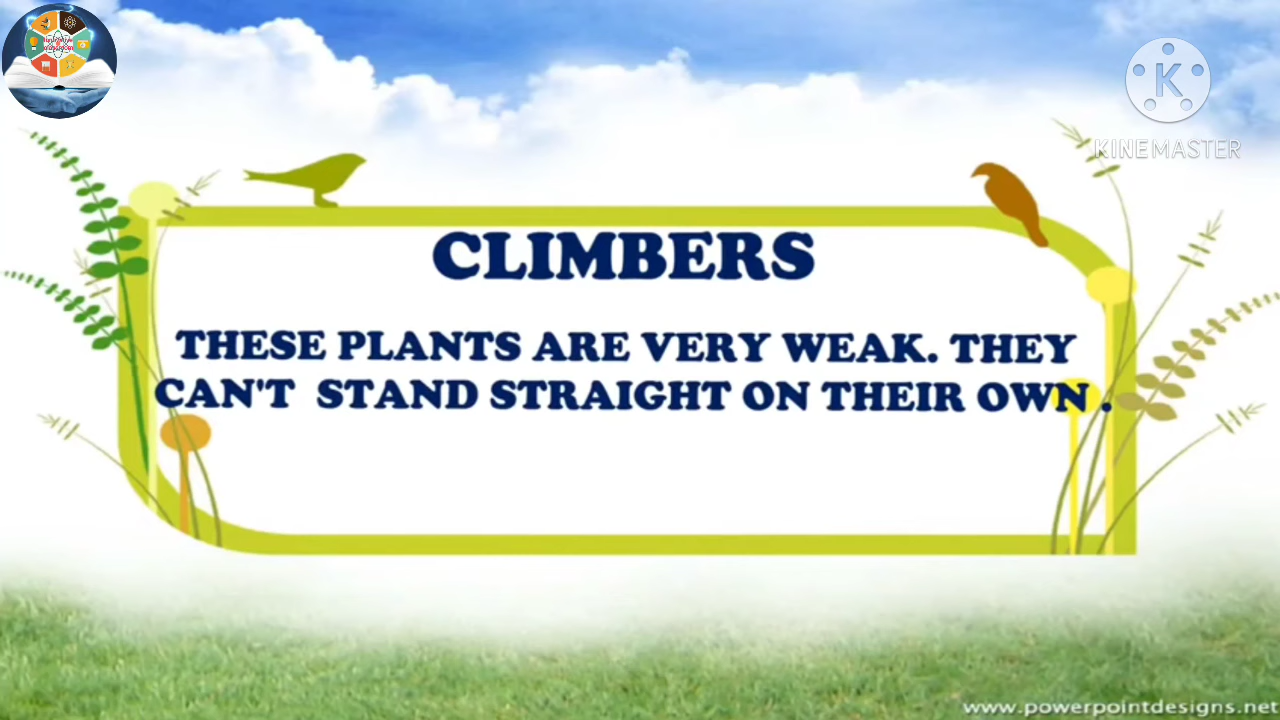 KINEMASTER
CLIMBERS
THESE PLANTS ARE VERY WEAK. THEY
CAN'T STAND STRAIGHT ON THEIR OWN .
www.powerpointdesigns.net